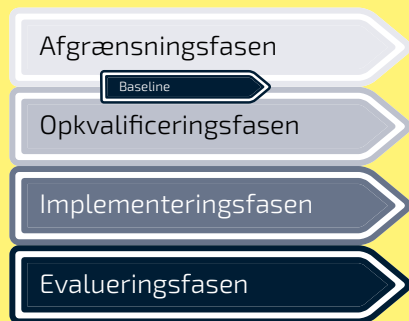 Afgrænsningsfasen
Baseline
Opkvalificeringsfasen
Implementeringsfasen
Evalueringsfasen